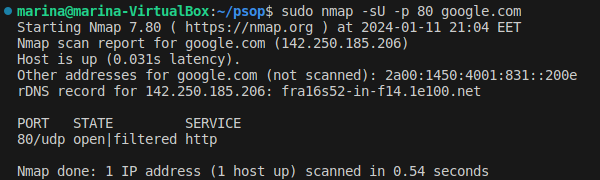 marina@marina-VirtualBox:~/psop$ sudo nmap -sU -p 80 google.com
Starting Nmap 7.80 ( https://nmap.org ) at 2024-01-11 21:04 EET
Nmap scan report for google.com (142.250.185.206)
Host is up (0.031s latency).
Other addresses for google.com (not scanned): 2a00:1450:4001:831::200e
rDNS record for 142.250.185.206: fra16s52-in-f14.1e100.net
PORT   STATE         SERVICE
80/udp open|filtered http
Nmap done: 1 IP address (1 host up) scanned in 0.54 seconds